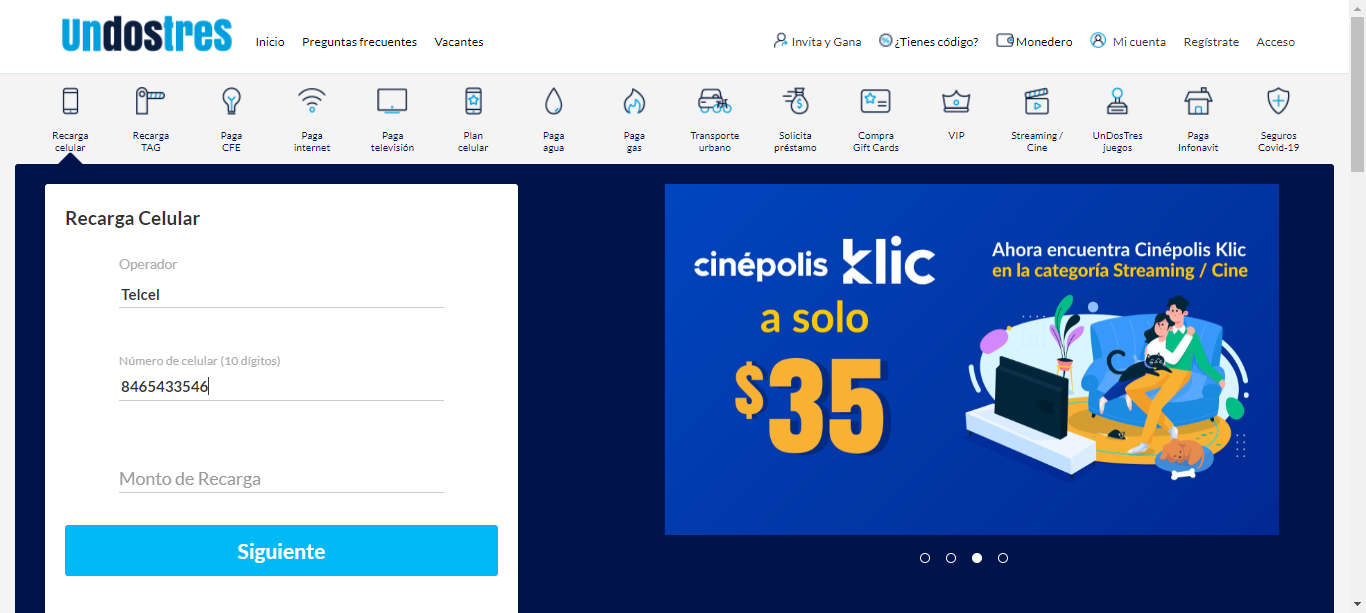 undostres
Inicio
Preguntas frecuentes
Vacantes
Invita y Gana
¿Tienes código?
Monedero
Mi cuenta
Regístrate
Acceso
Recarga
celular
Recarga
TAG
Paga
CFE
Paga
internet
Paga
televisión
Plan
celular
Paga
agua
Paga
gas
Transporte
urbano
Solicita
préstamo
Compra
Gift Cards
VIP
Streaming /
Cine
UnDosTres
juegos
Paga
Infonavit
Seguros
Covid-19
Recarga Celular
Operador
Telcel
Número de celular (10 dígitos)
8465433546
Monto de Recarga
Siguiente
cinépolis klic
a solo
$35
Ahora encuentra Cinépolis Klic
en la categoría Streaming / Cine